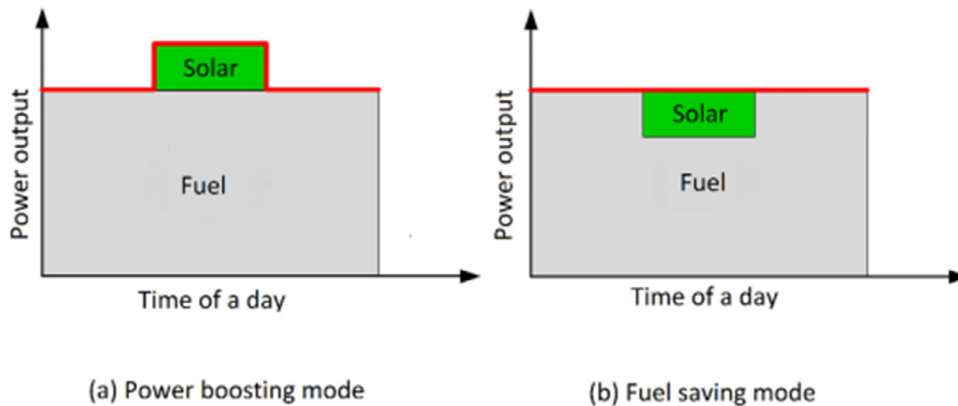 Solar
Fuel
Power output
Time of a day
(a) Power boosting mode
Solar
Fuel
Power output
Time of a day
(b) Fuel saving mode